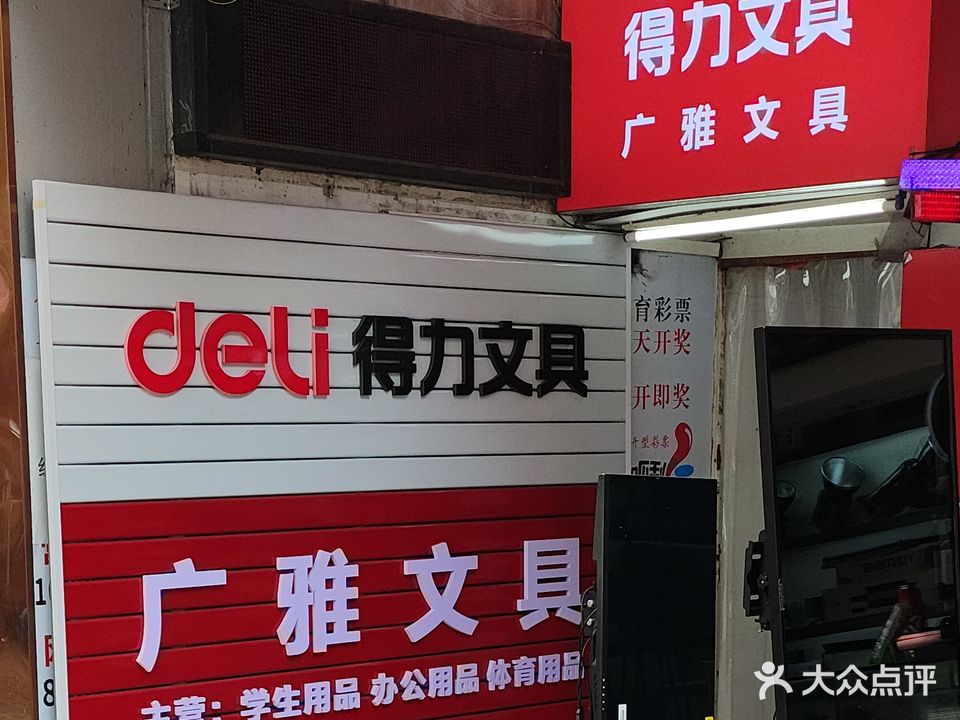 得力文具
广雅文具
deli 得力文具
育彩票
天开奖
开即奖
广雅文具
主营：学生用品 办公用品 体育用品
大众点评